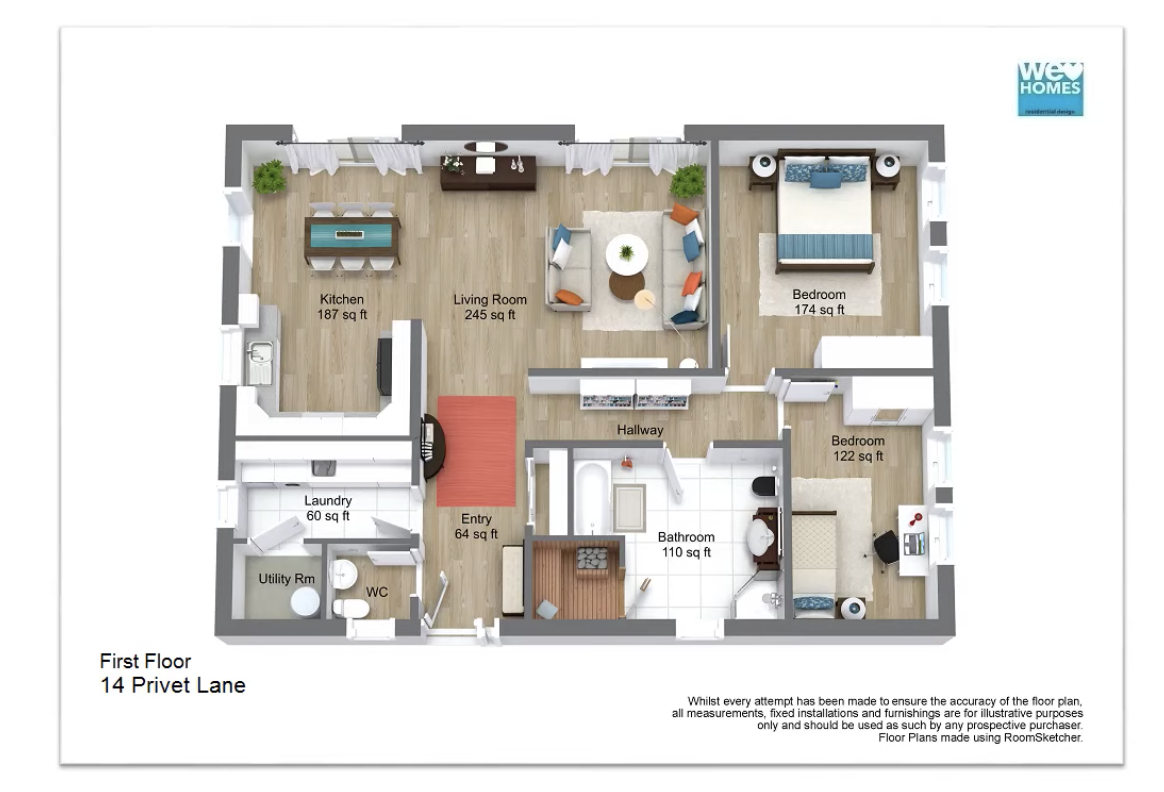 We
HOMES
residential design
Kitchen
187 sq ft
Living Room
245 sq ft
Bedroom
174 sq ft
Hallway
Bedroom
122 sq ft
Laundry
60 sq ft
Entry
64 sq ft
Bathroom
110 sq ft
Utility Rm
WC
First Floor
14 Privet Lane
Whilst every attempt has been made to ensure the accuracy of the floor plan,
all measurements, fixed installations and furnishings are for illustrative purposes
only and should be used as such by any prospective purchaser.
Floor Plans made using RoomSketcher.